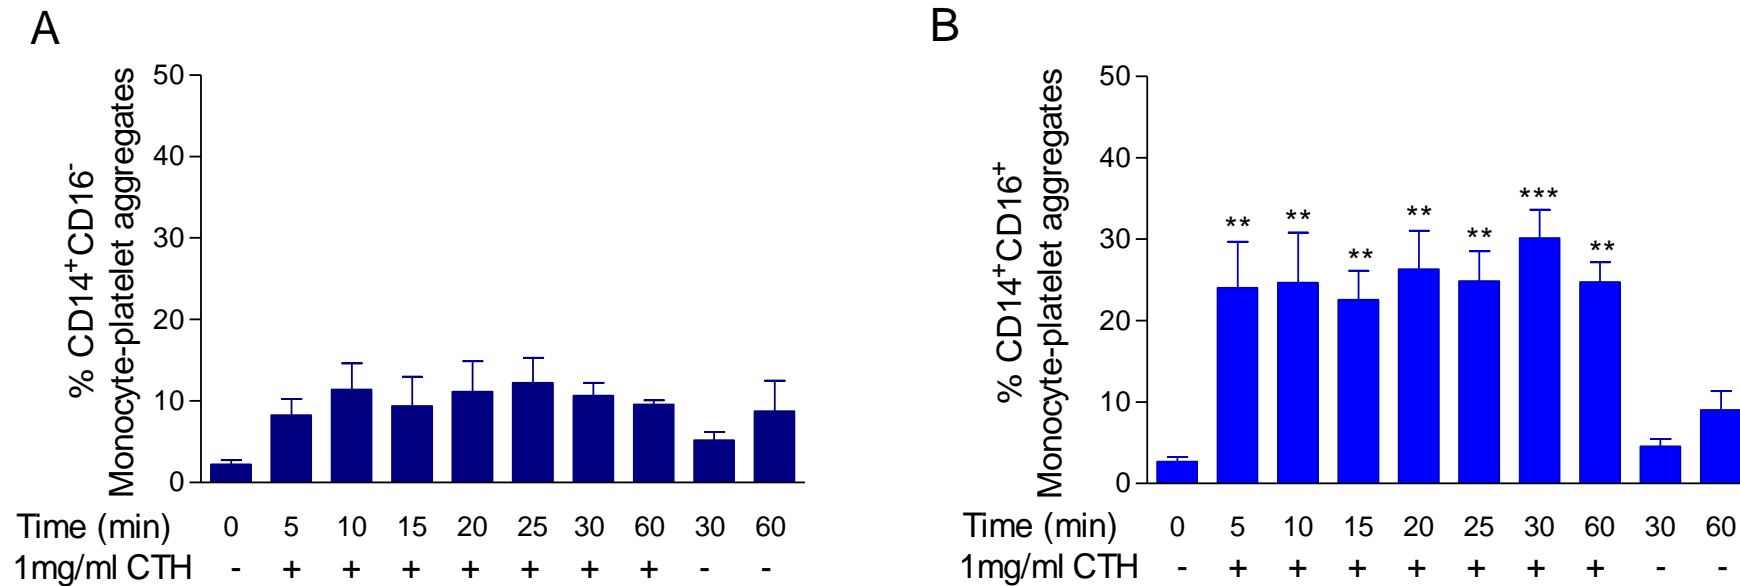 A
% CD14⁺CD16⁻
Monocyte-platelet aggregates
50
40
30
20
10
0
Time (min) 0 5 10 15 20 25 30 60 30 60
1mg/ml CTH - + + + + + + + - -
B
% CD14⁺CD16⁺
Monocyte-platelet aggregates
50
40
30
20
10
0
** ** ** ** ** *** **
Time (min) 0 5 10 15 20 25 30 60 30 60
1mg/ml CTH - + + + + + + + - -